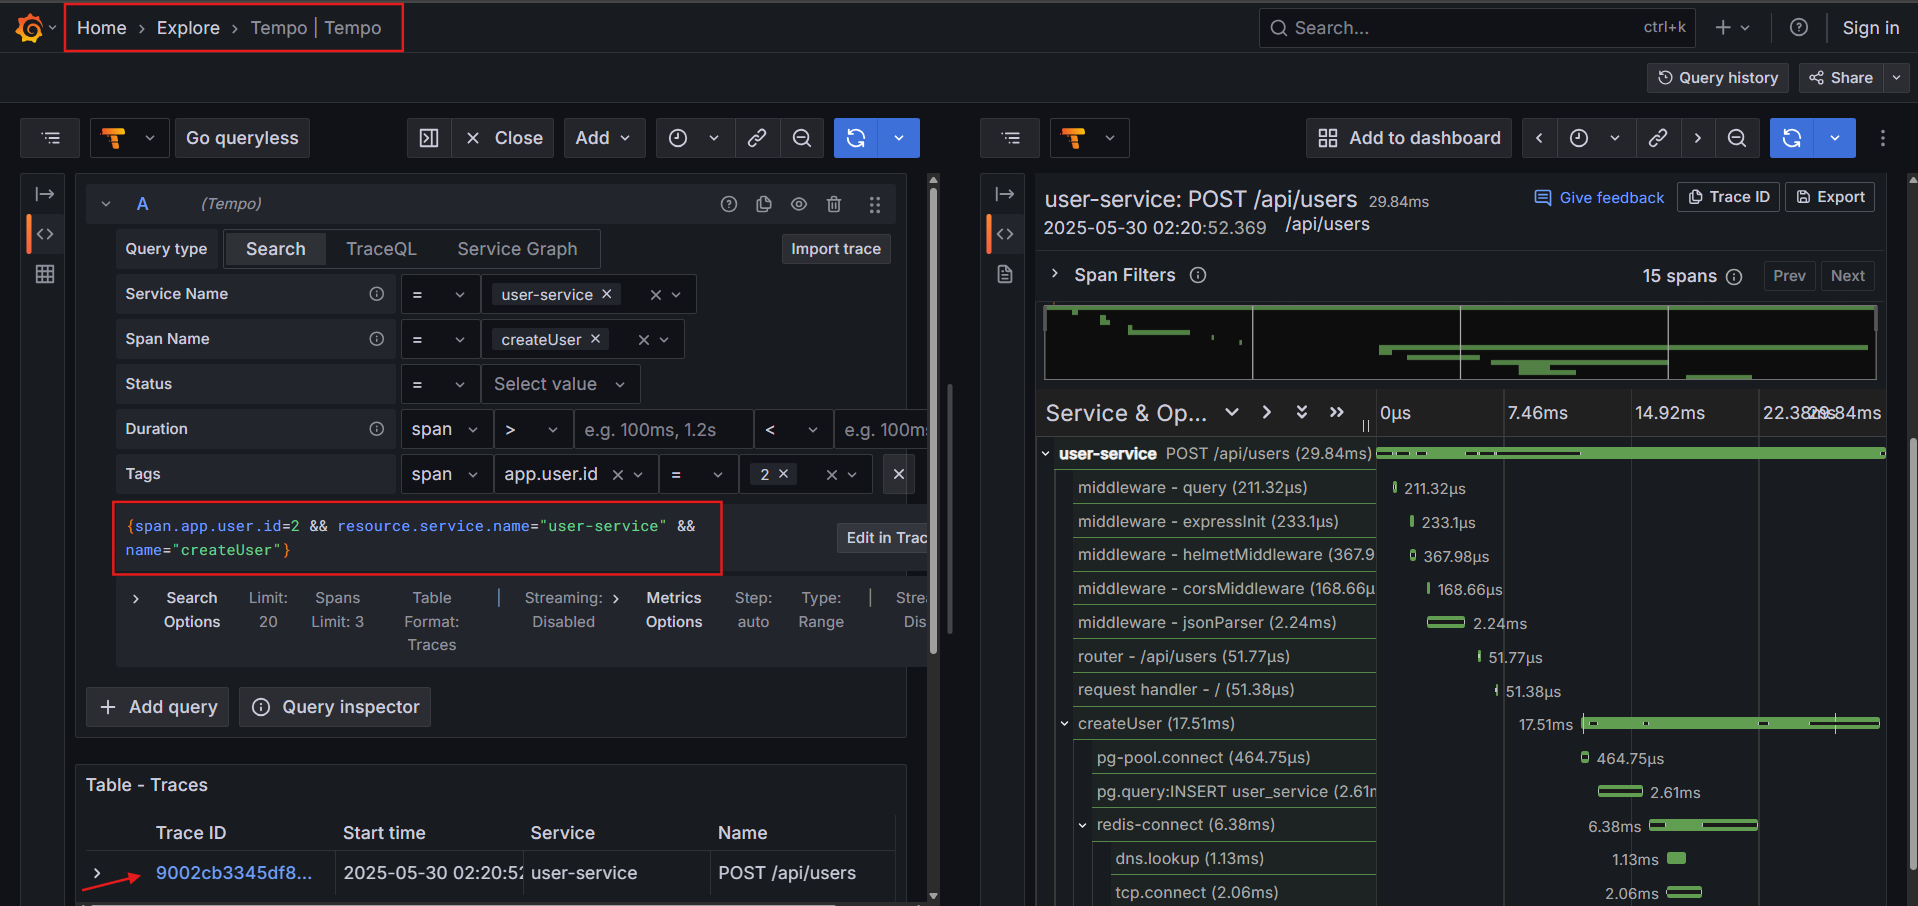 Home › Explore › Tempo | Tempo
Search... ctrl+k
Sign in
Query history
Share
Go queryless
Close
Add
Add to dashboard
A (Tempo)
Query type Search TraceQL Service Graph Import trace
Service Name = user-service
Span Name = createUser
Status = Select value
Duration span > e.g. 100ms, 1.2s < e.g. 100m
Tags span app.user.id = 2
{span.app.user.id=2 && resource.service.name="user-service" &&
name="createUser"}
Edit in Trac
Search Options
Limit: 20
Spans Limit: 3
Table Format: Traces
Streaming: Disabled
Metrics Options
Step: auto
Type: Range
Stre
Dis
Add query
Query inspector
Table - Traces
Trace ID Start time Service Name
9002cb3345df8... 2025-05-30 02:20:52 user-service POST /api/users
user-service: POST /api/users 29.84ms
2025-05-30 02:20:52.369 /api/users
Give feedback
Trace ID
Export
Span Filters
15 spans
Prev
Next
Service & Op... 0μs 7.46ms 14.92ms 22.38ms 29.84ms
user-service POST /api/users (29.84ms)
middleware - query (211.32μs) 211.32μs
middleware - expressInit (233.1μs) 233.1μs
middleware - helmetMiddleware (367.9 367.98μs
middleware - corsMiddleware (168.66μ 168.66μs
middleware - jsonParser (2.24ms) 2.24ms
router - /api/users (51.77μs) 51.77μs
request handler - / (51.38μs) 51.38μs
createUser (17.51ms) 17.51ms
pg-pool.connect (464.75μs) 464.75μs
pg.query:INSERT user_service (2.61m 2.61ms
redis-connect (6.38ms) 6.38ms
dns.lookup (1.13ms) 1.13ms
tcp.connect (2.06ms) 2.06ms